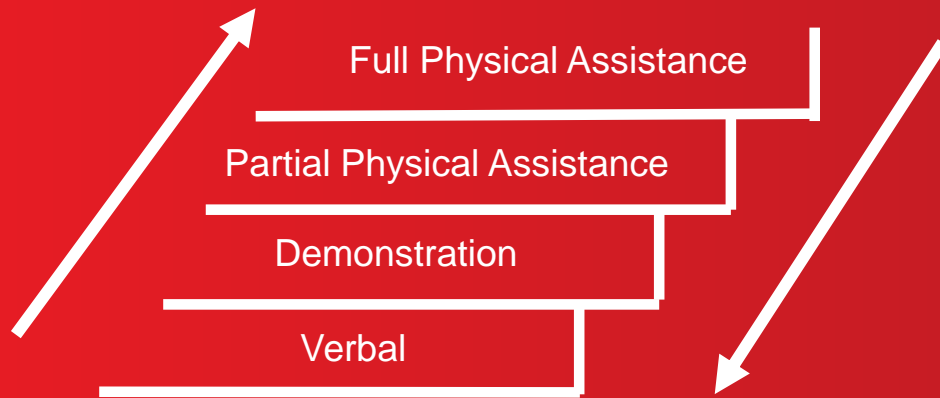 Full Physical Assistance
Partial Physical Assistance
Demonstration
Verbal